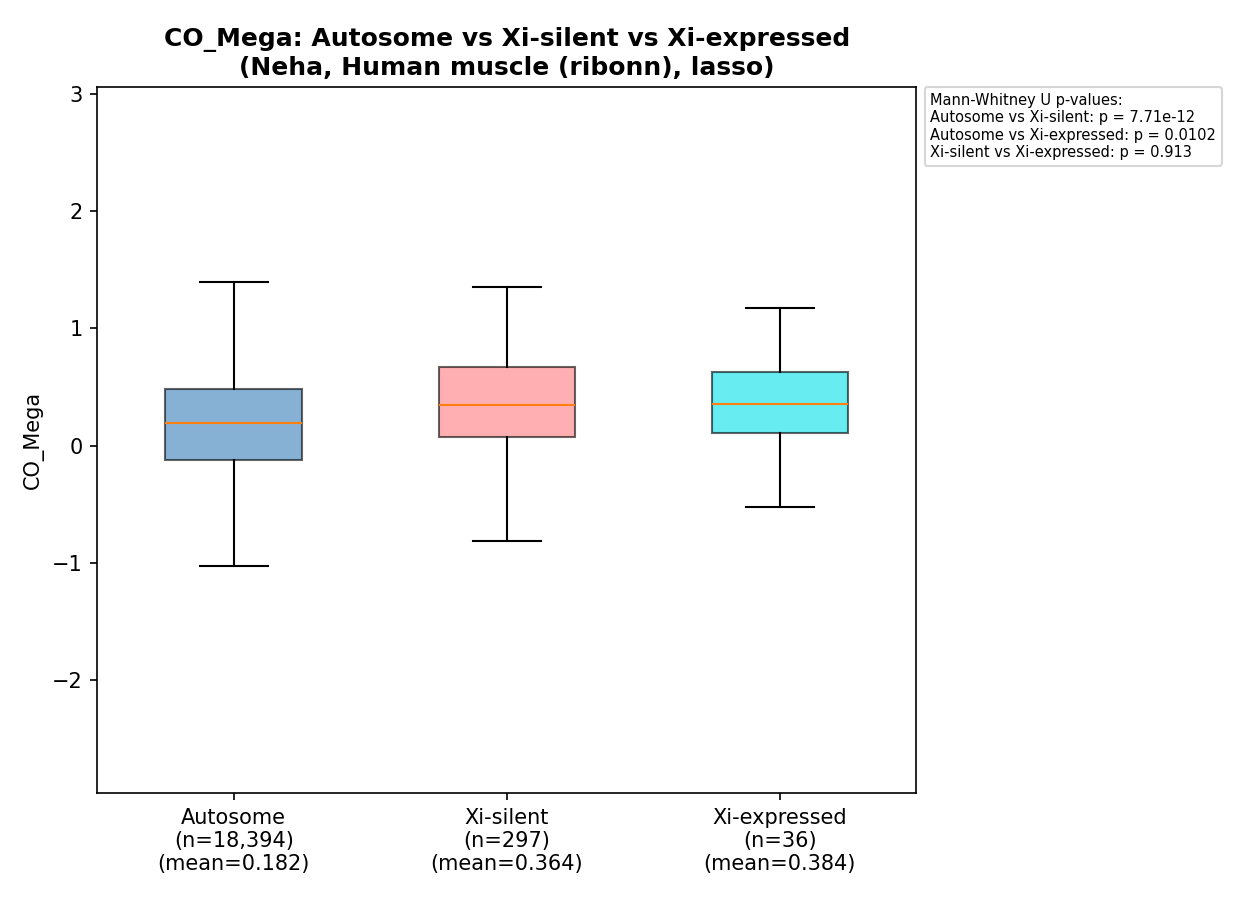 CO_Mega: Autosome vs Xi-silent vs Xi-expressed
(Neha, Human muscle (ribonn), lasso)
Mann-Whitney U p-values:
Autosome vs Xi-silent: p = 7.71e-12
Autosome vs Xi-expressed: p = 0.0102
Xi-silent vs Xi-expressed: p = 0.913
CO_Mega
3
2
1
0
−1
−2
Autosome
(n=18,394)
(mean=0.182)
Xi-silent
(n=297)
(mean=0.364)
Xi-expressed
(n=36)
(mean=0.384)